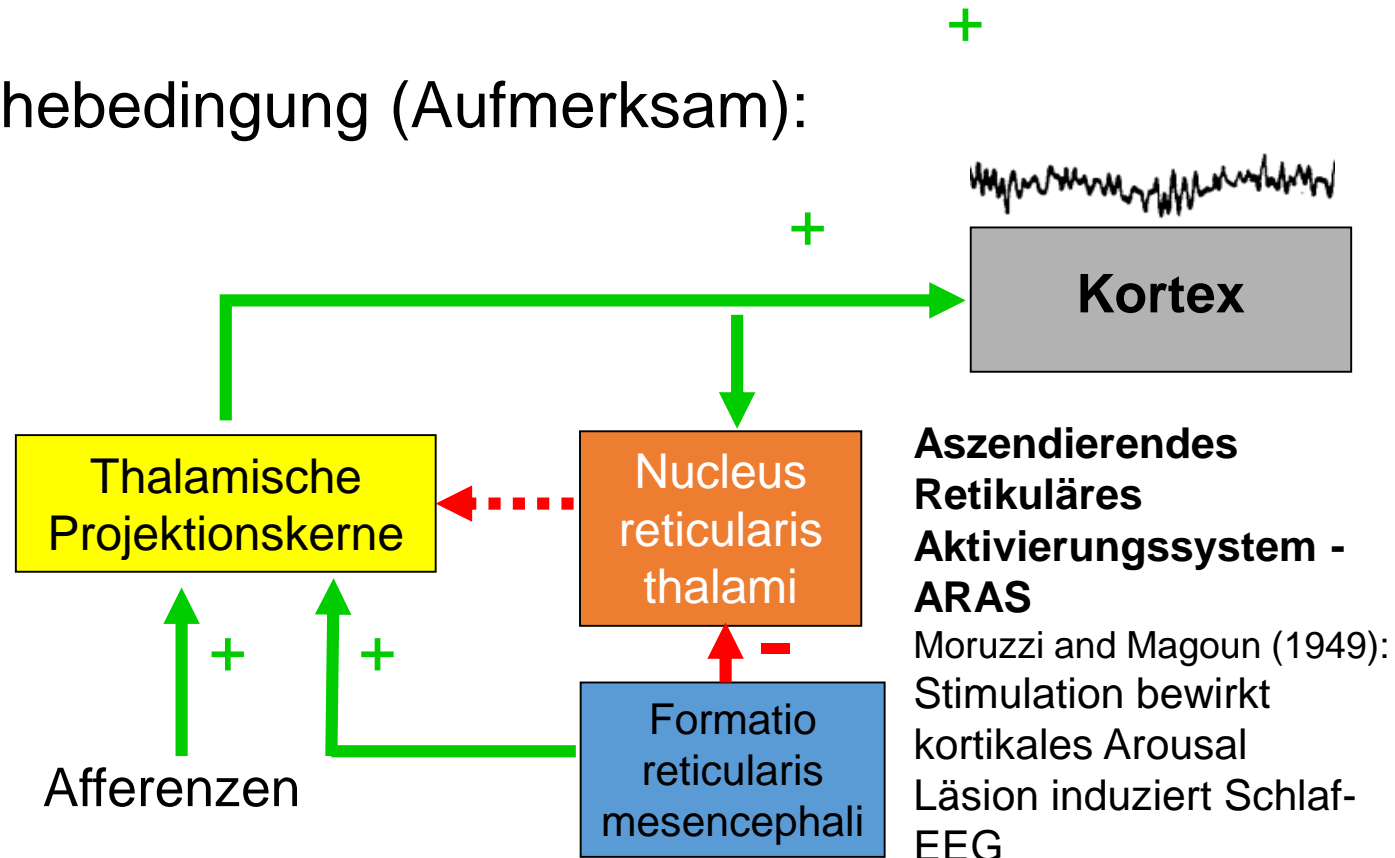 +
hebedingung (Aufmerksam):
+
Kortex
Thalamische
Projektionskerne
Nucleus
reticularis
thalami
+
+
-
Afferenzen
Formatio
reticularis
mesencephali
Aszendierendes
Retikuläres
Aktivierungssystem -
ARAS
Moruzzi and Magoun (1949):
Stimulation bewirkt
kortikales Arousal
Läsion induziert Schlaf-
EEG